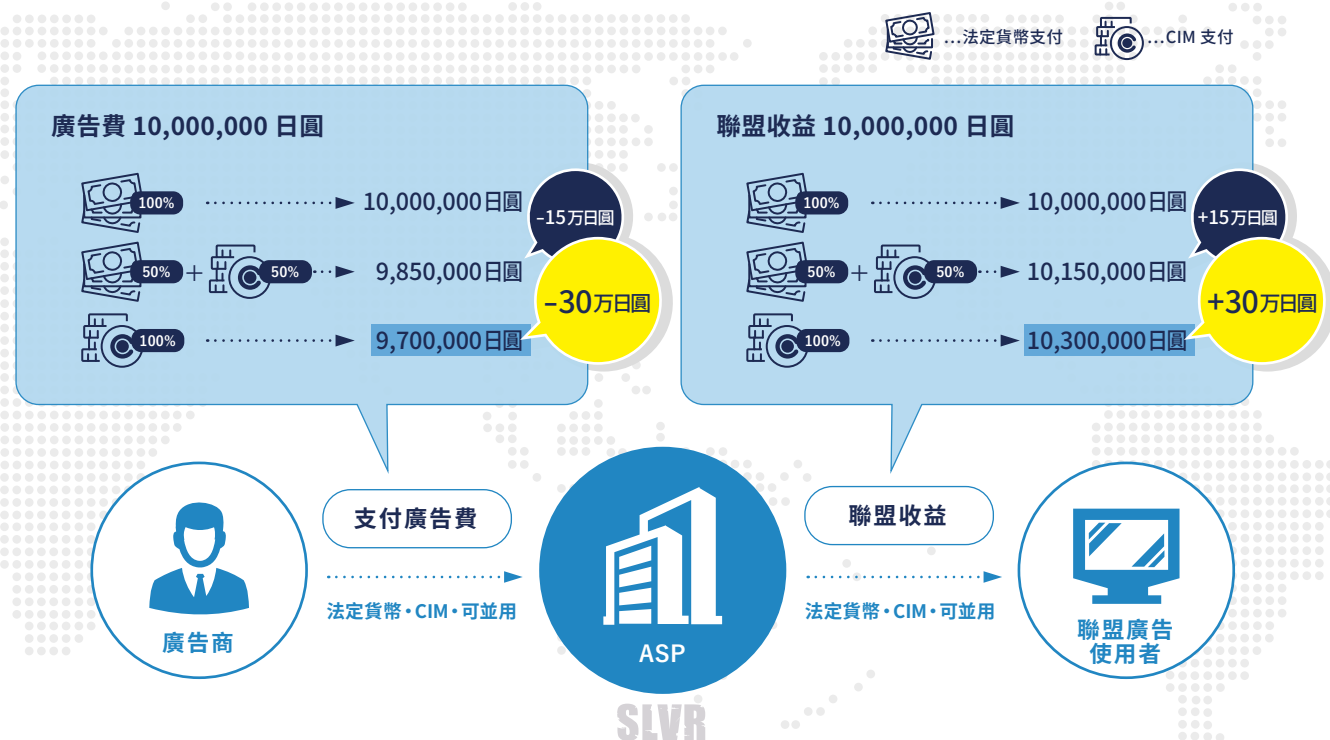 …法定貨幣支付
…CIM 支付
廣告費 10,000,000 日圓
100%
10,000,000日圓
-15万日圓
50%
+
50%
9,850,000日圓
-30万日圓
100%
9,700,000日圓
聯盟收益 10,000,000 日圓
100%
10,000,000日圓
+15万日圓
50%
+
50%
10,150,000日圓
+30万日圓
100%
10,300,000日圓
支付廣告費
法定貨幣・CIM・可並用
廣告商
ASP
聯盟收益
法定貨幣・CIM・可並用
聯盟廣告
使用者
SLVR